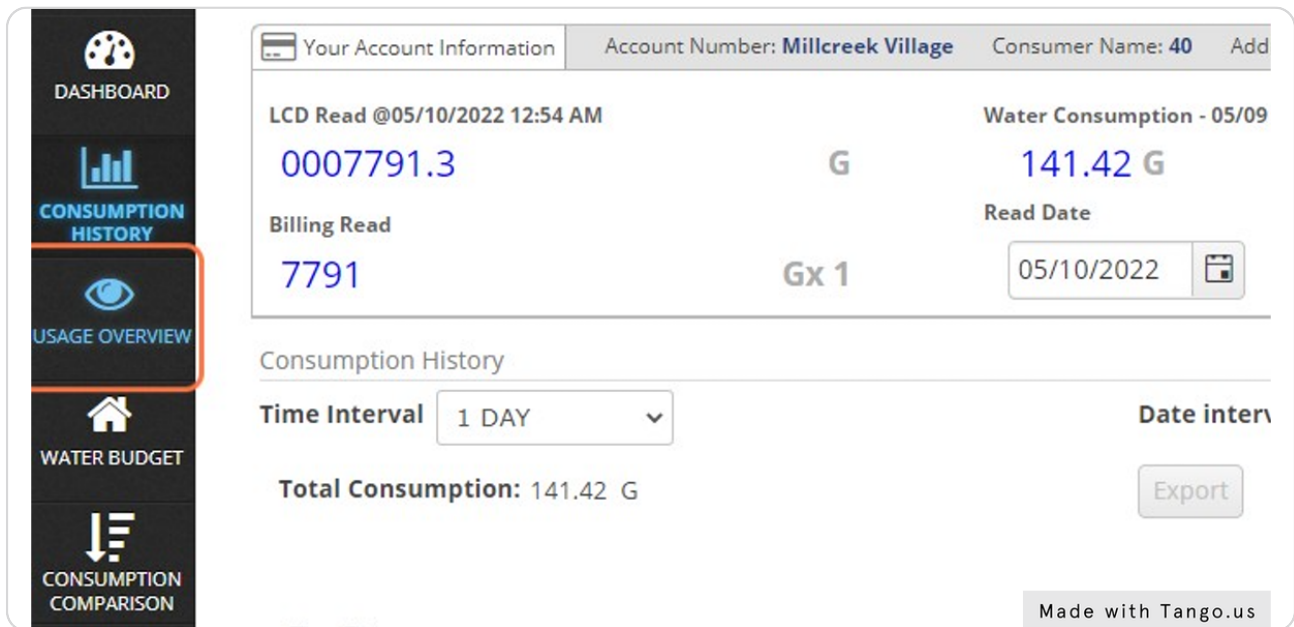 DASHBOARD
CONSUMPTION
HISTORY
USAGE OVERVIEW
WATER BUDGET
CONSUMPTION
COMPARISON
Your Account Information Account Number: Millcreek Village Consumer Name: 40 Add
LCD Read @05/10/2022 12:54 AM Water Consumption - 05/09
0007791.3 G 141.42 G
Billing Read Read Date
7791 Gx 1 05/10/2022
Consumption History
Time Interval 1 DAY Date interv
Total Consumption: 141.42 G Export
Made with Tango.us